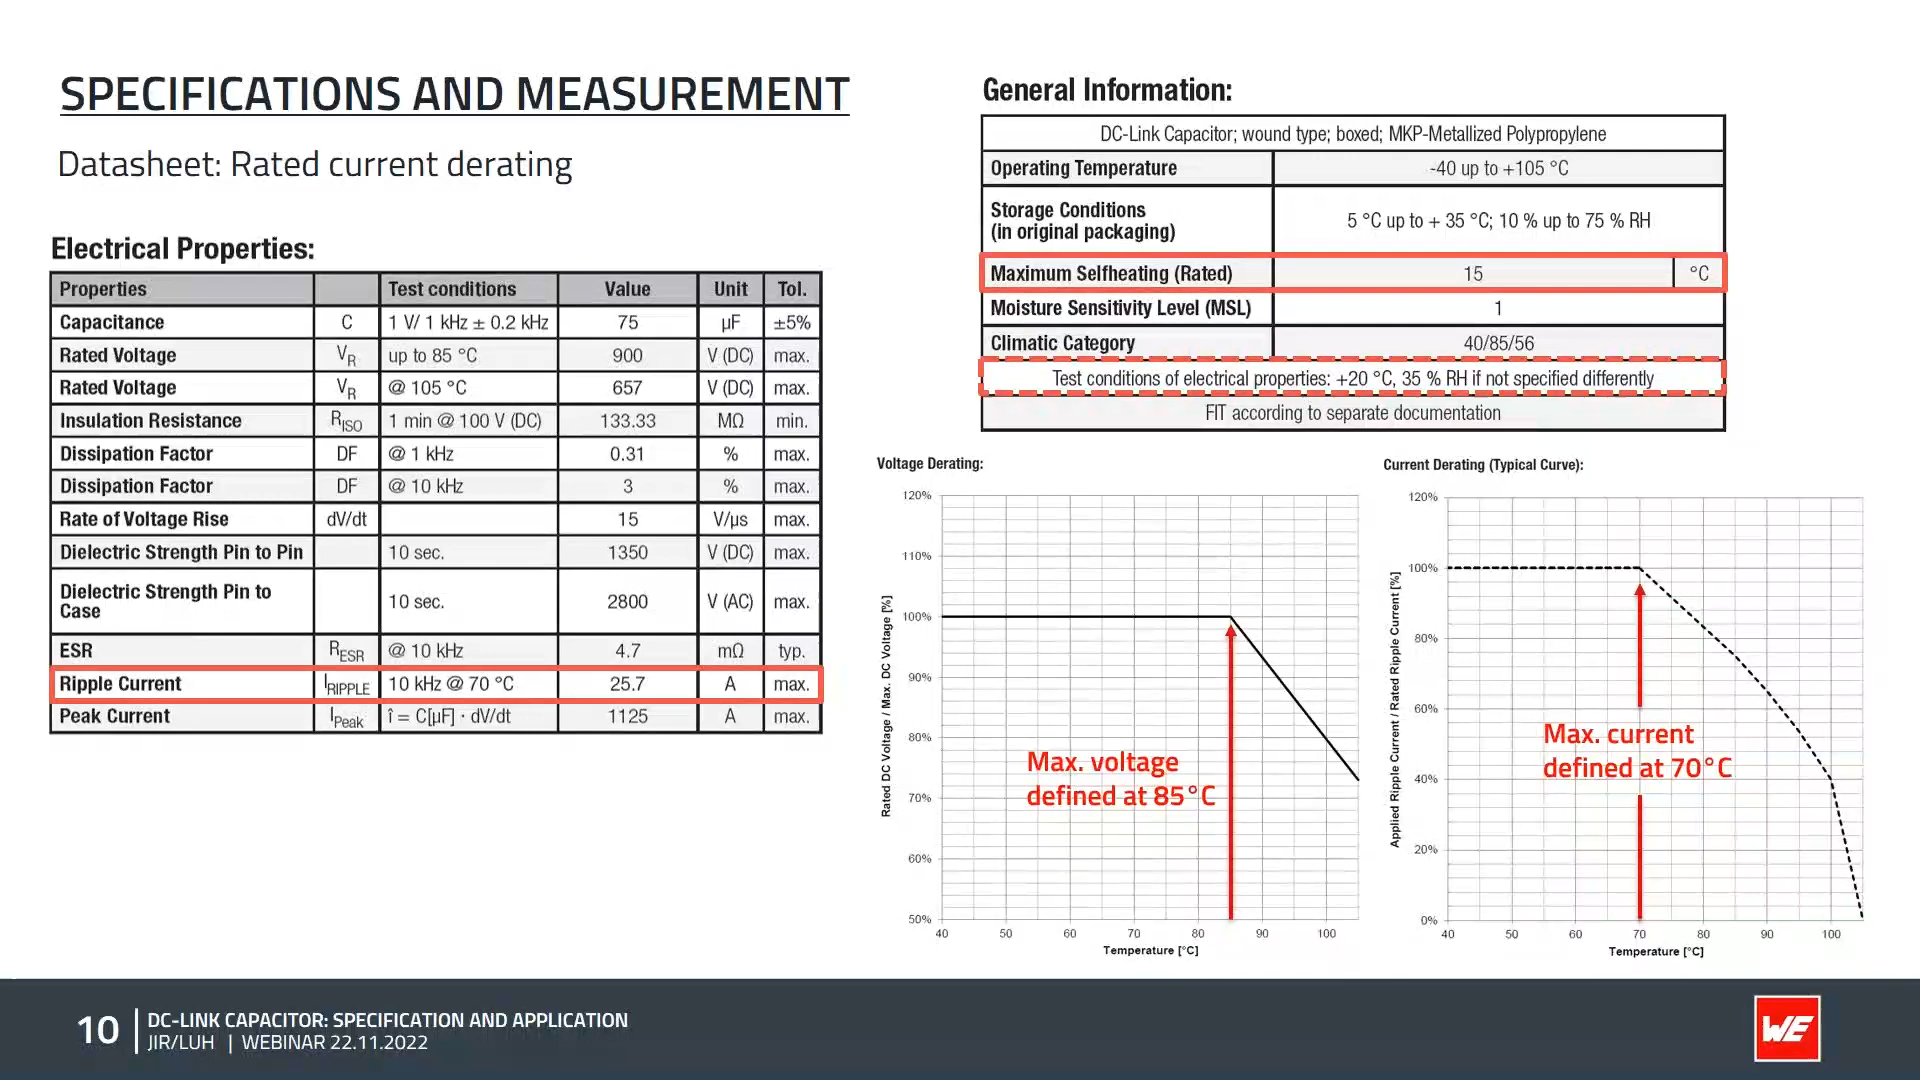 SPECIFICATIONS AND MEASUREMENT
Datasheet: Rated current derating
Electrical Properties:
Properties Test conditions Value Unit Tol.
Capacitance C 1 V/ 1 kHz ± 0.2 kHz 75 µF ±5%
Rated Voltage VR up to 85 °C 900 V (DC) max.
Rated Voltage VR @ 105 °C 657 V (DC) max.
Insulation Resistance RISO 1 min @ 100 V (DC) 133.33 MΩ min.
Dissipation Factor DF @ 1 kHz 0.31 % max.
Dissipation Factor DF @ 10 kHz 3 % max.
Rate of Voltage Rise dV/dt 15 V/µs max.
Dielectric Strength Pin to Pin 10 sec. 1350 V (DC) max.
Dielectric Strength Pin to
Case 10 sec. 2800 V (AC) max.
ESR RESR @ 10 kHz 4.7 mΩ typ.
Ripple Current IRIPPLE 10 kHz @ 70 °C 25.7 A max.
Peak Current IPeak î = C[µF] · dV/dt 1125 A max.
General Information:
DC-Link Capacitor; wound type; boxed; MKP-Metallized Polypropylene
Operating Temperature -40 up to +105 °C
Storage Conditions
(in original packaging) 5 °C up to + 35 °C; 10 % up to 75 % RH
Maximum Selfheating (Rated) 15 °C
Moisture Sensitivity Level (MSL) 1
Climatic Category 40/85/56
Test conditions of electrical properties: +20 °C, 35 % RH if not specified differently
FIT according to separate documentation
Voltage Derating:
120%
110%
100%
90%
80%
70%
60%
50%
Rated DC Voltage / Max. DC Voltage [%]
Max. voltage
defined at 85°C
40 50 60 70 80 90 100
Temperature [°C]
Current Derating (Typical Curve):
120%
100%
80%
60%
40%
20%
0%
Applied Ripple Current / Rated Ripple Current [%]
Max. current
defined at 70°C
40 50 60 70 80 90 100
Temperature [°C]
10
DC-LINK CAPACITOR: SPECIFICATION AND APPLICATION
JIR/LUH | WEBINAR 22.11.2022
WE